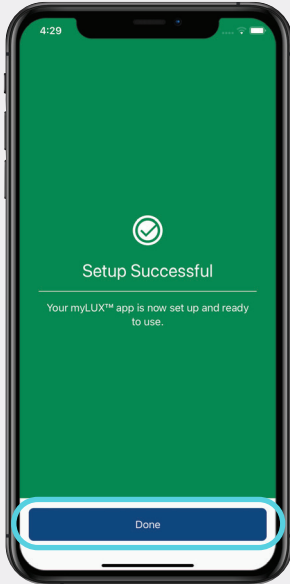 4:29
Setup Successful
Your myLUX™ app is now set up and ready
to use.
Done